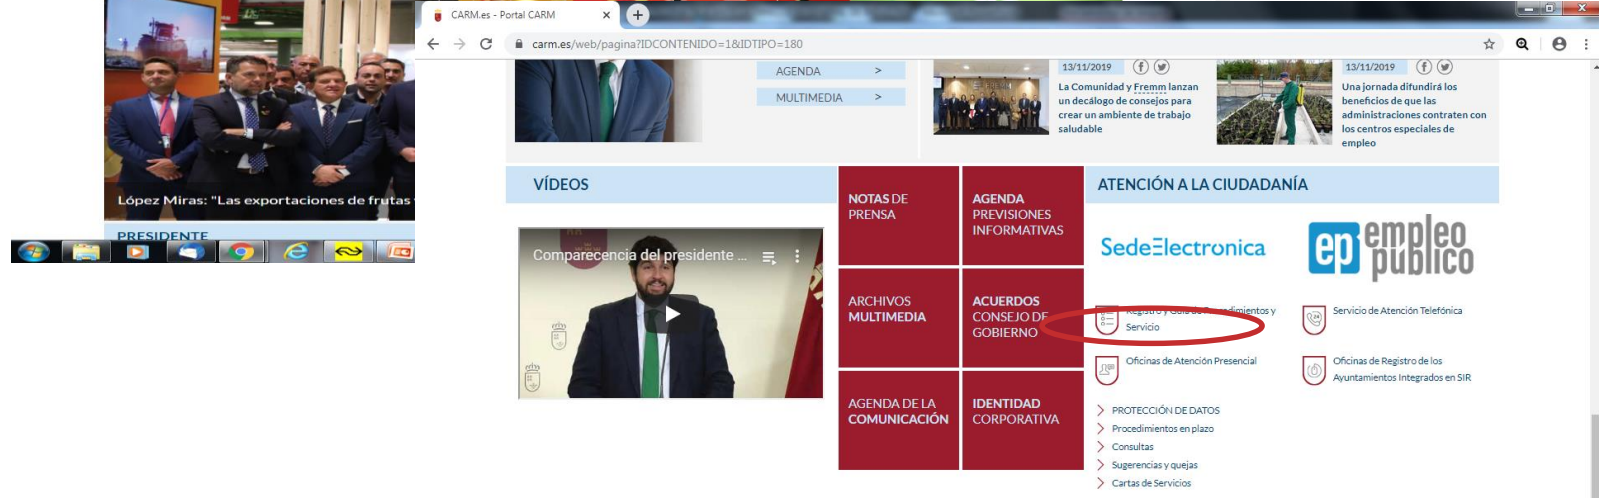 López Miras: "Las exportaciones de frutas
PRESIDENTE
CARM.es - Portal CARM
carm.es/web/pagina?IDCONTENIDO=1&IDTIPO=180
AGENDA >
MULTIMEDIA >
13/11/2019
La Comunidad y Fremm lanzan
un decálogo de consejos para
crear un ambiente de trabajo
saludable
13/11/2019
Una jornada difundirá los
beneficios de que las
administraciones contraten con
los centros especiales de
empleo
VÍDEOS
Comparecencia del presidente ...
NOTAS DE
PRENSA
AGENDA
PREVISIONES
INFORMATIVAS
ARCHIVOS
MULTIMEDIA
ACUERDOS
CONSEJO DE
GOBIERNO
AGENDA DE LA
COMUNICACIÓN
IDENTIDAD
CORPORATIVA
ATENCIÓN A LA CIUDADANÍA
SedeElectronica
ep empleo
público
Registro y Guía de Procedimientos y
Servicio
Servicio de Atención Telefónica
Oficinas de Atención Presencial
Oficinas de Registro de los
Ayuntamientos Integrados en SIR
PROTECCIÓN DE DATOS
Procedimientos en plazo
Consultas
Sugerencias y quejas
Cartas de Servicios